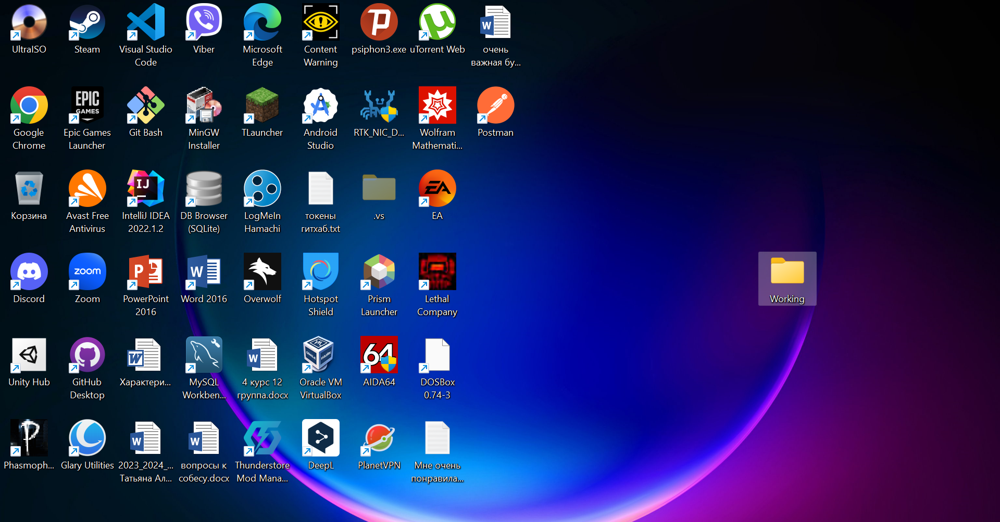 UltraISO
Steam
Visual Studio
Code
Viber
Microsoft
Edge
Content
Warning
psiphon3.exe
uTorrent Web
очень
важная бу...
Google
Chrome
EPIC
GAMES
Epic Games
Launcher
Git Bash
MinGW
Installer
TLauncher
Android
Studio
RTK_NIC_D...
Wolfram
Mathemati...
Postman
Корзина
Avast Free
Antivirus
IJ
IntelliJ IDEA
2022.1.2
DB Browser
(SQLite)
LogMeIn
Hamachi
токены
гитхаб.txt
.vs
EA
EA
Discord
zoom
Zoom
P
PowerPoint
2016
W
Word 2016
Overwolf
Hotspot
Shield
Prism
Launcher
Lethal
Company
Working
Unity Hub
GitHub
Desktop
W
Характери...
MySQL
Workben...
W
4 курс 12
группа.docx
Oracle VM
VirtualBox
64
AIDA64
DOSBox
0.74-3
Phasmoph...
Glary Utilities
W
2023_2024_...
Татьяна Ал...
W
вопросы к
собесу.docx
Thunderstore
Mod Mana...
DeepL
PlanetVPN
Мне очень
понравила...